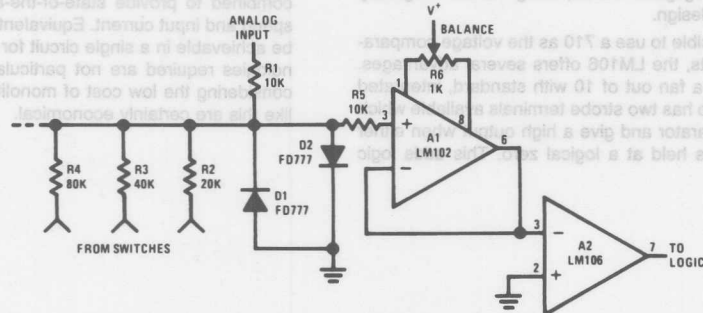 ANALOG
INPUT
V+
BALANCE
R1
10K
R6
1K
R5
10K
1
8
3
+
A1
LM102
6
−
R4
80K
R3
40K
R2
20K
D2
FD777
D1
FD777
FROM SWITCHES
3
−
A2
LM106
7
TO
LOGIC
2
+